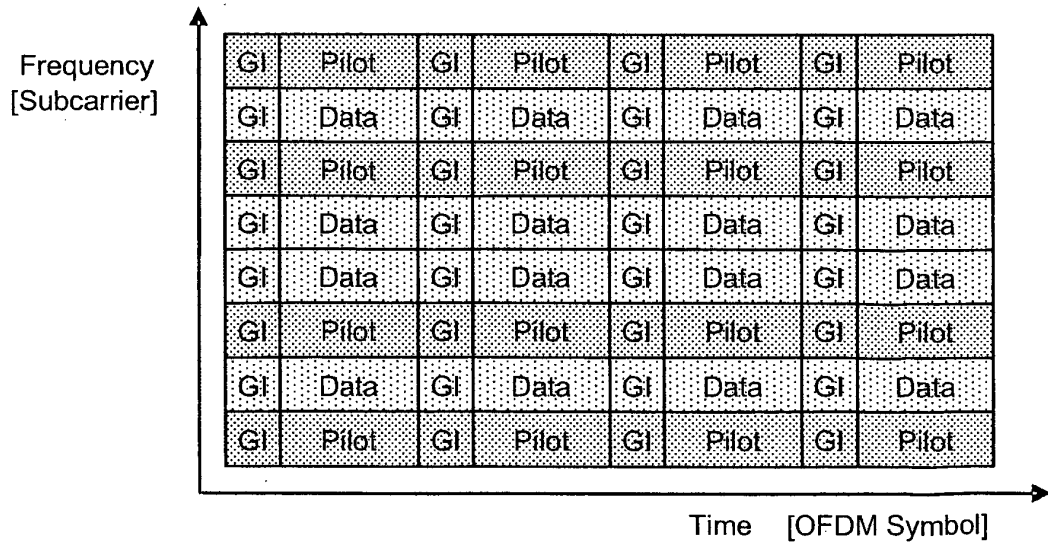 Frequency
[Subcarrier]
GI Pilot GI Pilot GI Pilot GI Pilot
GI Data GI Data GI Data GI Data
GI Pilot GI Pilot GI Pilot GI Pilot
GI Data GI Data GI Data GI Data
GI Data GI Data GI Data GI Data
GI Pilot GI Pilot GI Pilot GI Pilot
GI Data GI Data GI Data GI Data
GI Pilot GI Pilot GI Pilot GI Pilot
Time [OFDM Symbol]